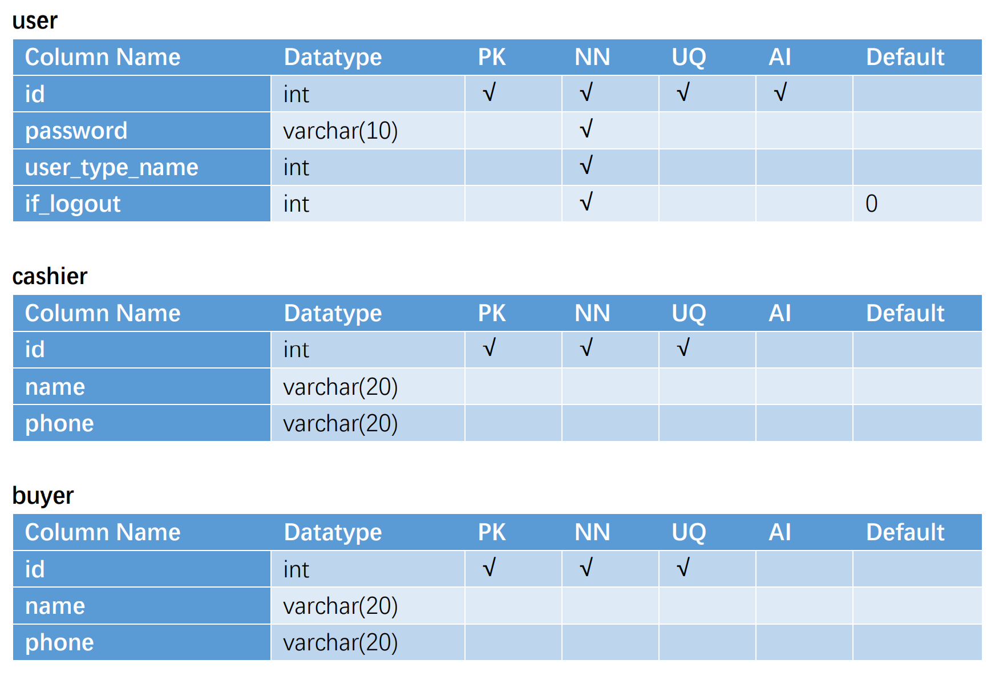 user
Column Name Datatype PK NN UQ AI Default
id int √ √ √ √
password varchar(10) √
user_type_name int √
if_logout int √ 0
cashier
Column Name Datatype PK NN UQ AI Default
id int √ √ √
name varchar(20)
phone varchar(20)
buyer
Column Name Datatype PK NN UQ AI Default
id int √ √ √
name varchar(20)
phone varchar(20)